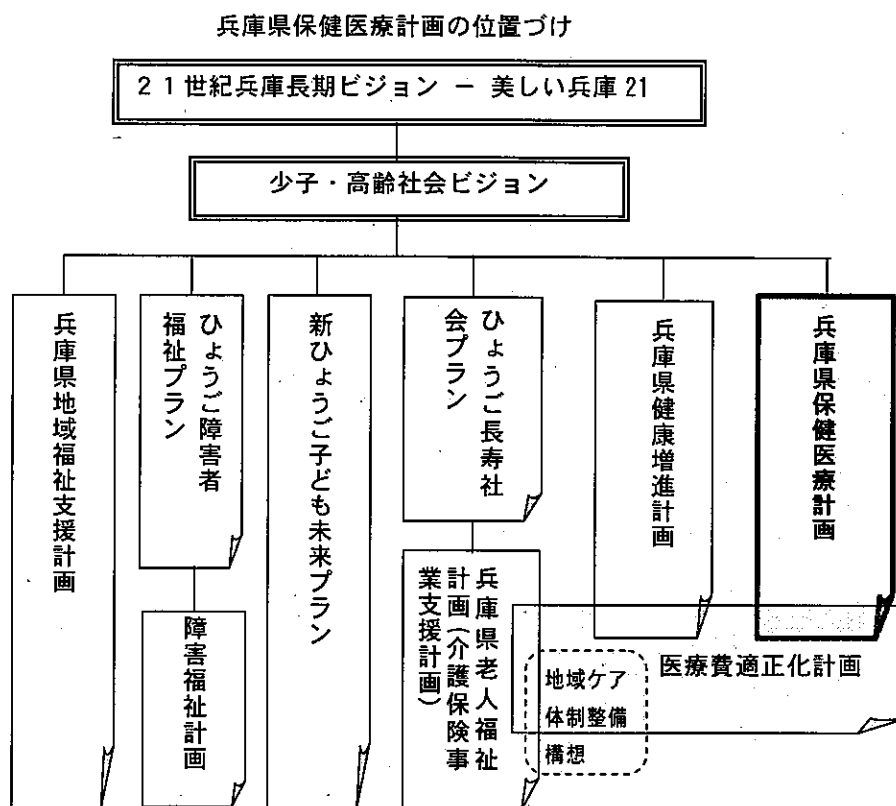 兵庫県保健医療計画の位置づけ
21世紀兵庫長期ビジョン － 美しい兵庫21
少子・高齢社会ビジョン
兵庫県地域福祉支援計画
ひょうご障害者
福祉プラン
障害福祉計画
新ひょうご子ども未来プラン
ひょうご長寿社
会プラン
兵庫県老人福祉
計画(介護保険事
業支援計画)
兵庫県健康増進計画
兵庫県保健医療計画
医療費適正化計画
地域ケア
体制整備
構想